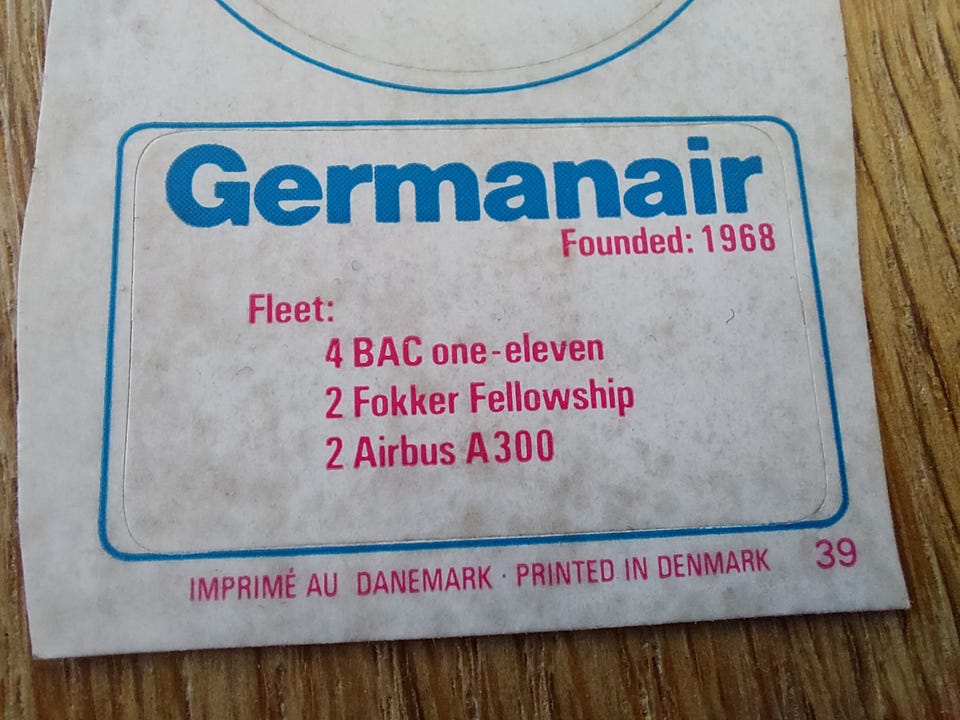 Germanair
Founded: 1968
Fleet:
4 BAC one-eleven
2 Fokker Fellowship
2 Airbus A300
IMPRIMÉ AU DANEMARK · PRINTED IN DENMARK 39